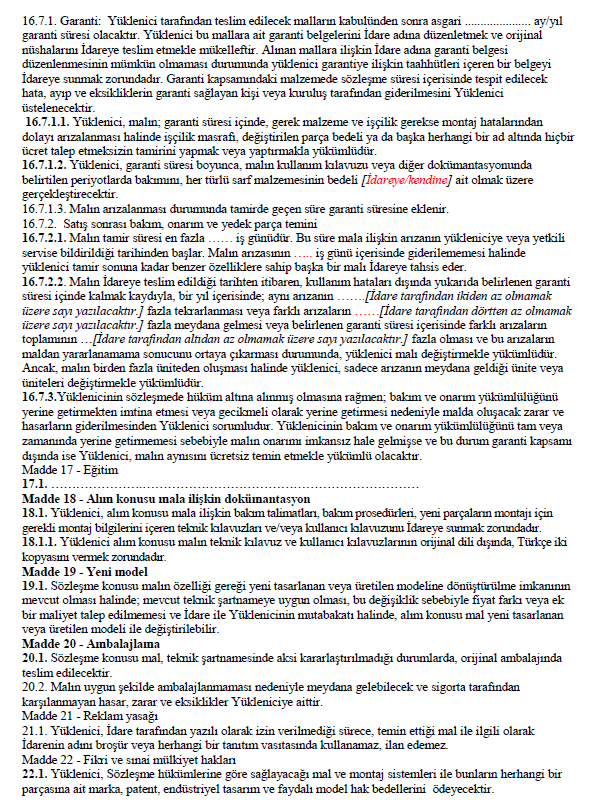 16.7.1. Garanti:  Yüklenici tarafından teslim edilecek malların kabulünden sonra asgari ..................... ay/yıl
garanti süresi olacaktır. Yüklenici bu mallara ait garanti belgelerini İdare adına düzenletmek ve orijinal
nüshalarını İdareye teslim etmekle mükelleftir. Alınan mallara ilişkin İdare adına garanti belgesi
düzenlenmesinin mümkün olmaması durumunda yüklenici garantiye ilişkin taahhütleri içeren bir belgeyi
İdareye sunmak zorundadır. Garanti kapsamındaki malzemede sözleşme süresi içerisinde tespit edilecek
hata, ayıp ve eksikliklerin garanti sağlayan kişi veya kuruluş tarafından giderilmesini Yüklenici
üstelenecektir.
16.7.1.1. Yüklenici, malın; garanti süresi içinde, gerek malzeme ve işçilik gerekse montaj hatalarından
dolayı arızalanması halinde işçilik masrafı, değiştirilen parça bedeli ya da başka herhangi bir ad altında hiçbir
ücret talep etmeksizin tamirini yapmak veya yaptırmakla yükümlüdür.
16.7.1.2. Yüklenici, garanti süresi boyunca, malın kullanım kılavuzu veya diğer dokümantasyonunda
belirtilen periyotlarda bakımını, her türlü sarf malzemesinin bedeli [İdareye/kendine] ait olmak üzere
gerçekleştirecektir.
16.7.1.3. Malın arızalanması durumunda tamirde geçen süre garanti süresine eklenir.
16.7.2.  Satış sonrası bakım, onarım ve yedek parça temini
16.7.2.1. Malın tamir süresi en fazla …… iş günüdür. Bu süre mala ilişkin arızanın yükleniciye veya yetkili
servise bildirildiği tarihinden başlar. Malın arızasının ….. iş günü içerisinde giderilememesi halinde
yüklenici tamir sonuna kadar benzer özelliklere sahip başka bir malı İdareye tahsis eder.
16.7.2.2. Malın İdareye teslim edildiği tarihten itibaren, kullanım hataları dışında yukarıda belirlenen garanti
süresi içinde kalmak kaydıyla, bir yıl içerisinde; aynı arızanın …….[İdare tarafından ikiden az olmamak
üzere sayı yazılacaktır.] fazla tekrarlanması veya farklı arızaların ……[İdare tarafından dörtten az olmamak
üzere sayı yazılacaktır.] fazla meydana gelmesi veya belirlenen garanti süresi içerisinde farklı arızaların
toplamının …[İdare tarafından altıdan az olmamak üzere sayı yazılacaktır.] fazla olması ve bu arızaların
maldan yararlanamama sonucunu ortaya çıkarması durumunda, yüklenici malı değiştirmekle yükümlüdür.
Ancak, malın birden fazla üniteden oluşması halinde yüklenici, sadece arızanın meydana geldiği ünite veya
üniteleri değiştirmekle yükümlüdür.
16.7.3.Yüklenicinin sözleşmede hüküm altına alınmış olmasına rağmen; bakım ve onarım yükümlülüğünü
yerine getirmekten imtina etmesi veya gecikmeli olarak yerine getirmesi nedeniyle malda oluşacak zarar ve
hasarların giderilmesinden Yüklenici sorumludur. Yüklenicinin bakım ve onarım yükümlülüğünü tam veya
zamanında yerine getirmemesi sebebiyle malın onarımı imkansız hale gelmişse ve bu durum garanti kapsamı
dışında ise Yüklenici, malın aynısını ücretsiz temin etmekle yükümlü olacaktır.
Madde 17 - Eğitim
17.1. ……………………………………………………………………
Madde 18 - Alım konusu mala ilişkin dokümantasyon
18.1. Yüklenici, alım konusu mala ilişkin bakım talimatları, bakım prosedürleri, yeni parçaların montajı için
gerekli montaj bilgilerini içeren teknik kılavuzları ve/veya kullanıcı kılavuzunu İdareye sunmak zorundadır.
18.1.1. Yüklenici alım konusu malın teknik kılavuz ve kullanıcı kılavuzlarının orijinal dili dışında, Türkçe iki
kopyasını vermek zorundadır.
Madde 19 - Yeni model
19.1. Sözleşme konusu malın özelliği gereği yeni tasarlanan veya üretilen modeline dönüştürülme imkanının
mevcut olması halinde; mevcut teknik şartnameye uygun olması, bu değişiklik sebebiyle fiyat farkı veya ek
bir maliyet talep edilmemesi ve İdare ile Yüklenicinin mutabakatı halinde, alım konusu mal yeni tasarlanan
veya üretilen modeli ile değiştirilebilir.
Madde 20 - Ambalajlama
20.1. Sözleşme konusu mal, teknik şartnamesinde aksi kararlaştırılmadığı durumlarda, orijinal ambalajında
teslim edilecektir.
20.2. Malın uygun şekilde ambalajlanmaması nedeniyle meydana gelebilecek ve sigorta tarafından
karşılanmayan hasar, zarar ve eksiklikler Yükleniciye aittir.
Madde 21 - Reklam yasağı
21.1. Yüklenici, İdare tarafından yazılı olarak izin verilmediği sürece, temin ettiği mal ile ilgili olarak
İdarenin adını broşür veya herhangi bir tanıtım vasıtasında kullanamaz, ilan edemez.
Madde 22 - Fikri ve sınai mülkiyet hakları
22.1. Yüklenici, Sözleşme hükümlerine göre sağlayacağı mal ve montaj sistemleri ile bunların herhangi bir
parçasına ait marka, patent, endüstriyel tasarım ve faydalı model hak bedellerini  ödeyecektir.